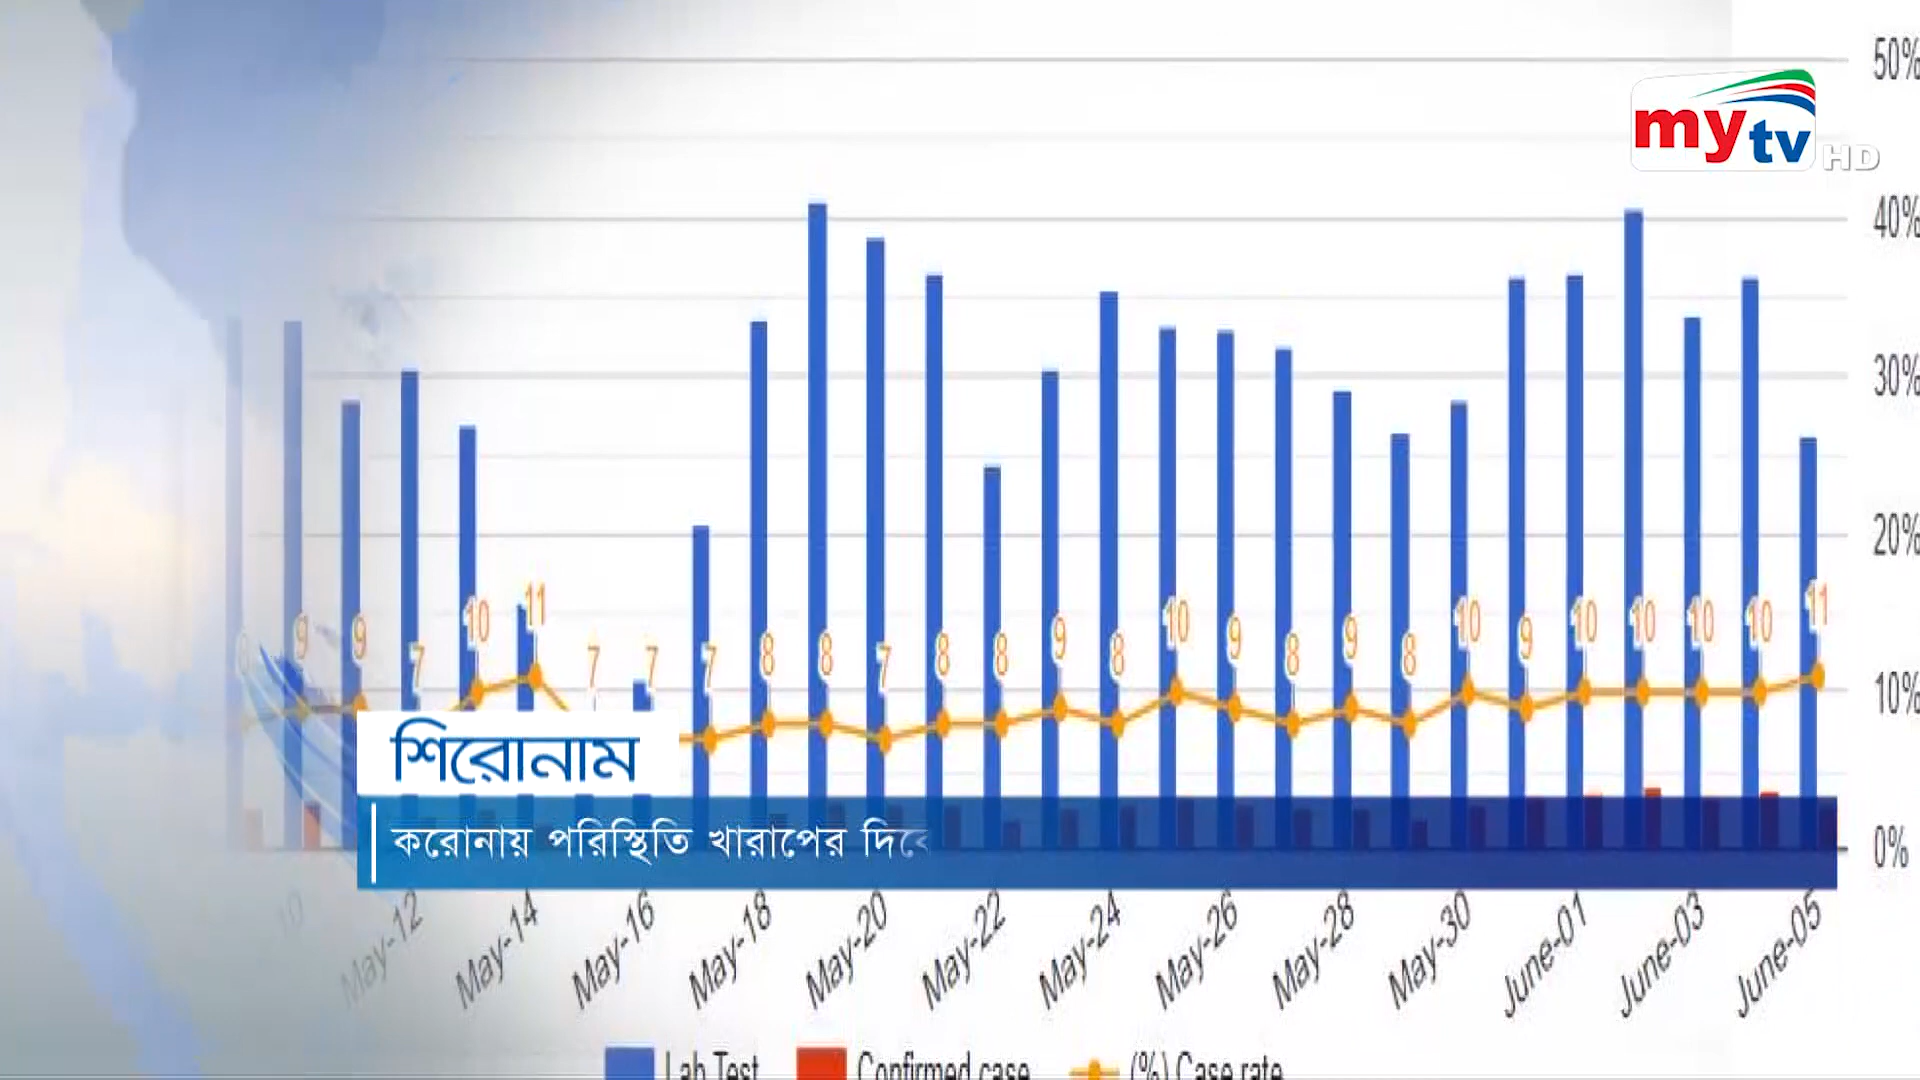 50%
my tv HD
40%
30%
20%
9 9 7 10 11 7 7 7 8 8 7 8 8 9 8 10 9 8 9 8 10 9 10 10 10 10 11
10%
শিরোনাম
করোনায় পরিস্থিতি খারাপের
0%
10 May-12 May-14 May-16 May-18 May-20 May-22 May-24 May-26 May-28 May-30 June-01 June-03 June-05
Lab Test Confirmed case (%) Case rate